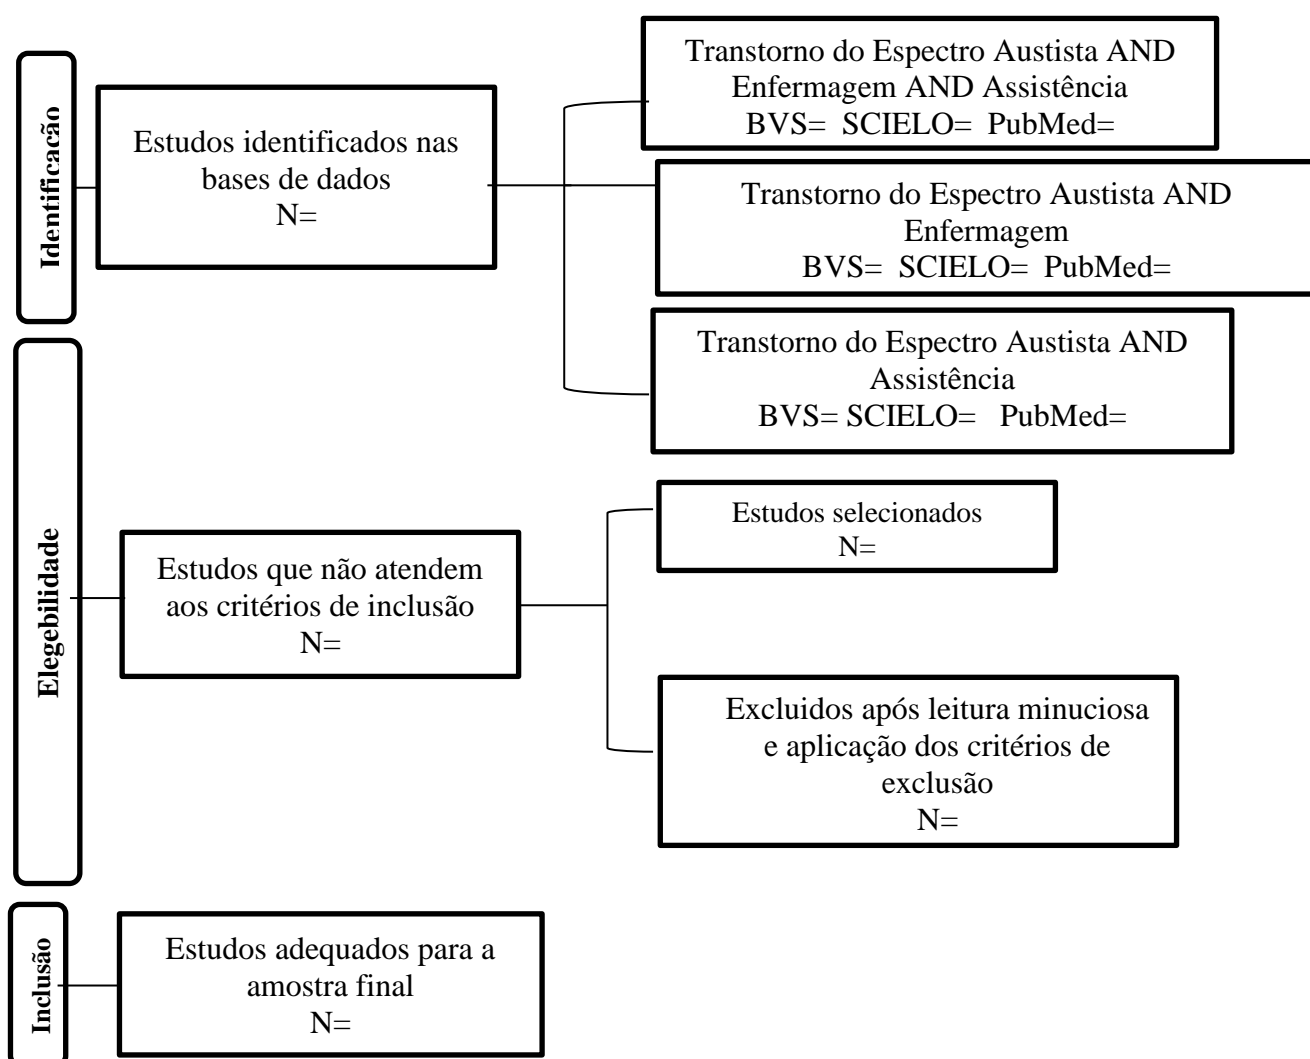 Identificação
Estudos identificados nas
bases de dados
N=
Transtorno do Espectro Austista AND
Enfermagem AND Assistência
BVS= SCIELO= PubMed=
Transtorno do Espectro Austista AND
Enfermagem
BVS= SCIELO= PubMed=
Transtorno do Espectro Austista AND
Assistência
BVS= SCIELO= PubMed=
Elegebilidade
Estudos que não atendem
aos critérios de inclusão
N=
Estudos selecionados
N=
Excluidos após leitura minuciosa
e aplicação dos critérios de
exclusão
N=
Inclusão
Estudos adequados para a
amostra final
N=